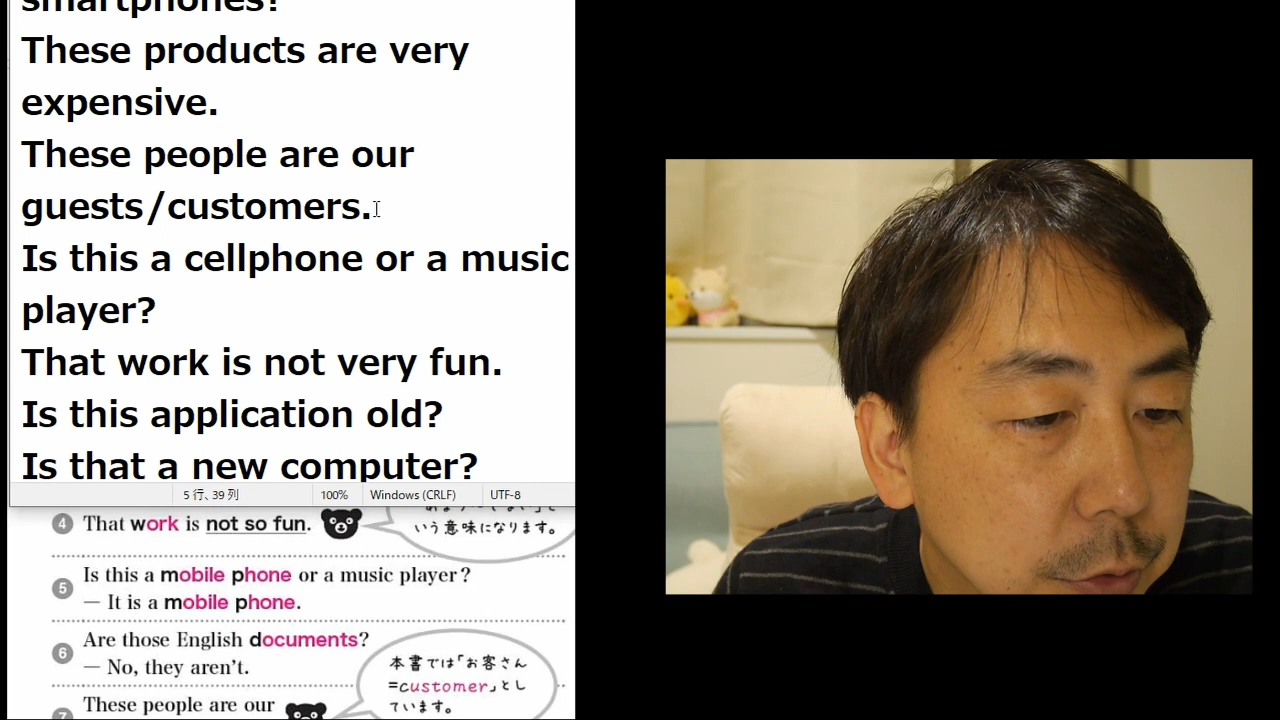 smartphones?
These products are very
expensive.
These people are our
guests/customers.
Is this a cellphone or a music
player?
That work is not very fun.
Is this application old?
Is that a new computer?
5 行、39 列
100%
Windows (CRLF)
UTF-8
4 That work is not so fun.
いう意味になります。
5 Is this a mobile phone or a music player?
— It is a mobile phone.
6 Are those English documents?
— No, they aren't.
本書では「お客さん
=customer」とし
ています。
7 These people are our